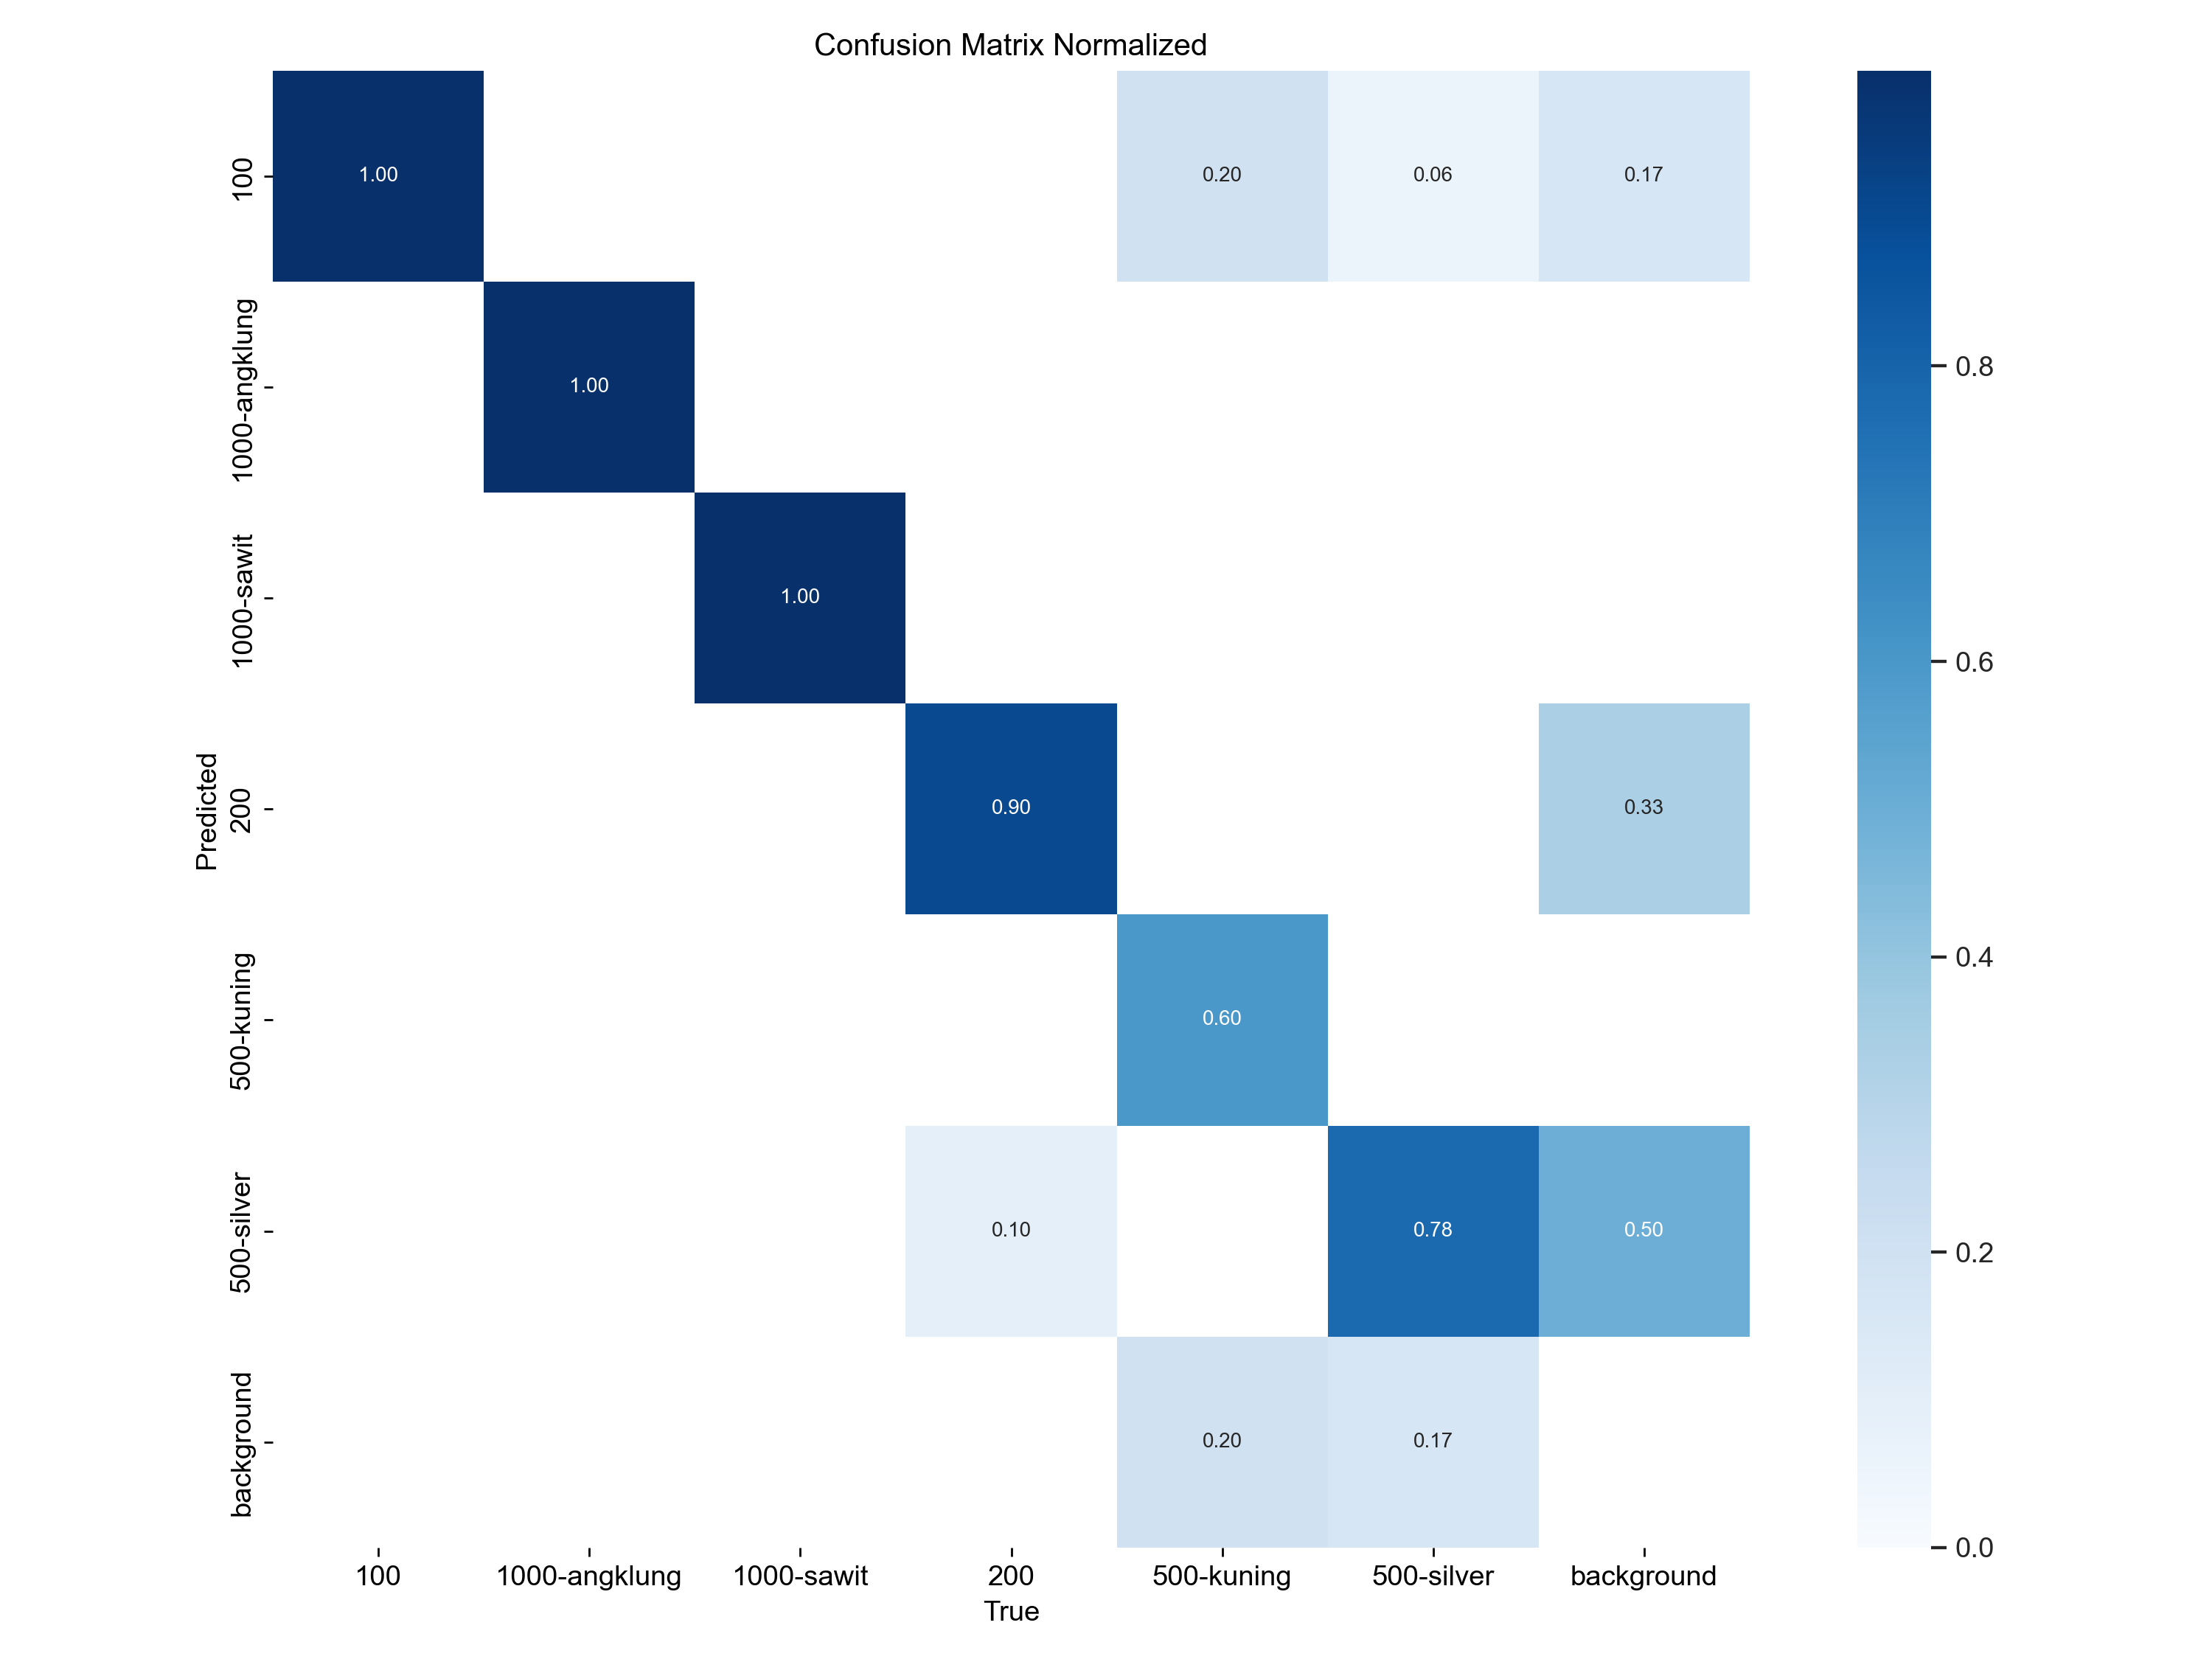 Confusion Matrix Normalized
Predicted
100
1.00
0.20
0.06
0.17
1000-angklung
1.00
1000-sawit
1.00
200
0.90
0.33
500-kuning
0.60
500-silver
0.10
0.78
0.50
background
0.20
0.17
100
1000-angklung
1000-sawit
200
500-kuning
500-silver
background
True
0.8
0.6
0.4
0.2
0.0